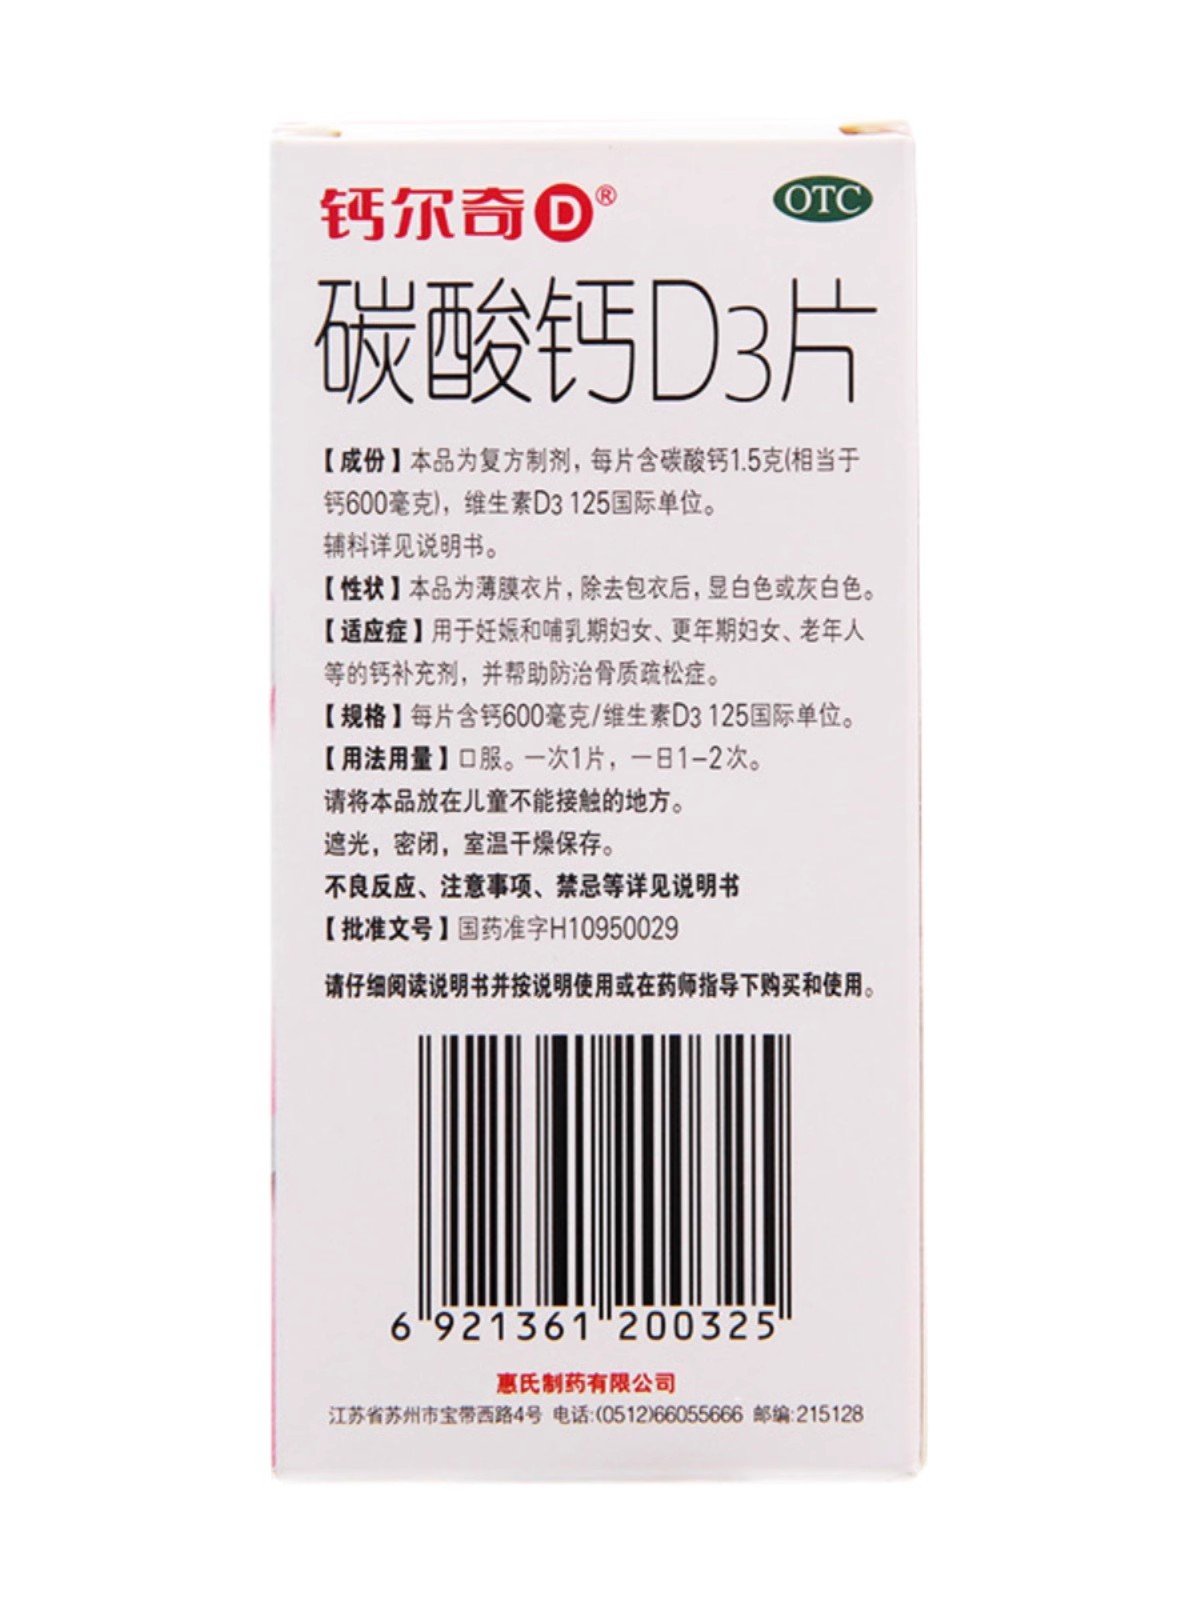 钙尔奇D®
OTC
碳酸钙D3片
【成份】本品为复方制剂，每片含碳酸钙1.5克(相当于
钙600毫克)，维生素D3 125国际单位。
辅料详见说明书。
【性状】本品为薄膜衣片，除去包衣后，显白色或灰白色。
【适应症】用于妊娠和哺乳期妇女、更年期妇女、老年人
等的钙补充剂，并帮助防治骨质疏松症。
【规格】每片含钙600毫克/维生素D3 125国际单位。
【用法用量】口服。一次1片，一日1-2次。
请将本品放在儿童不能接触的地方。
遮光，密闭，室温干燥保存。
不良反应、注意事项、禁忌等详见说明书
【批准文号】国药准字H10950029
请仔细阅读说明书并按说明使用或在药师指导下购买和使用。
6 921361 200325
惠氏制药有限公司
江苏省苏州市宝带西路4号 电话:(0512)66055666 邮编:215128